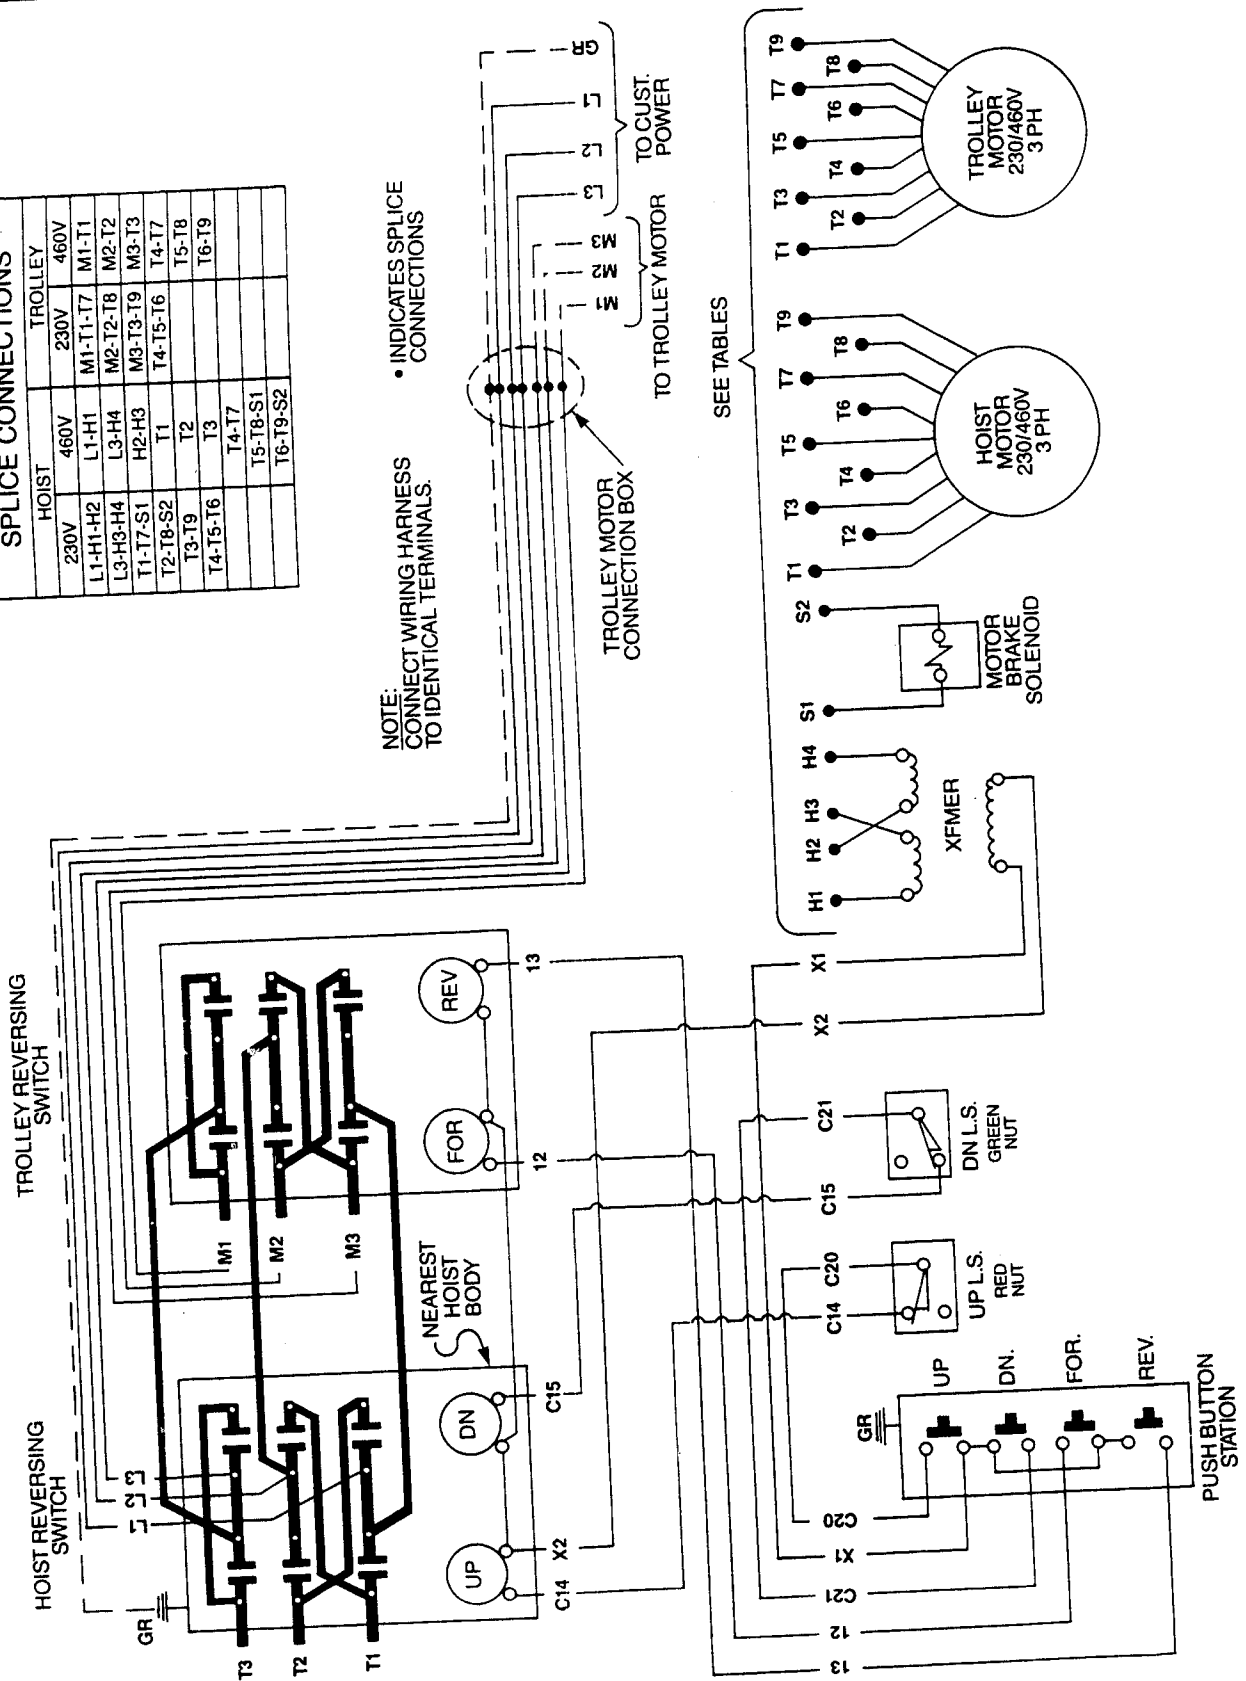 SPLICE CONNECTIONS
HOIST
TROLLEY
230V 460V 230V 460V
L1-H1-H2 L1-H1 M1-T1-T7 M1-T1
L3-H3-H4 L3-H4 M2-T2-T8 M2-T2
T1-T7-S1 H2-H3 M3-T3-T9 M3-T3
T2-T8-S2 T1 T4-T5-T6 T4-T7
T3-T9 T2 T5-T8
T4-T5-T6 T3 T6-T9
T4-T7
T5-T8-S1
T6-T9-S2
NOTE:
CONNECT WIRING HARNESS
TO IDENTICAL TERMINALS.
• INDICATES SPLICE
CONNECTIONS
GR
L1
L2
L3
TO CUST.
POWER
M3
M2
M1
TO TROLLEY MOTOR
TROLLEY MOTOR
CONNECTION BOX
HOIST REVERSING
SWITCH
TROLLEY REVERSING
SWITCH
GR
L1
L2
L3
T3
T2
T1
M1
M2
M3
UP
DN
FOR
REV
NEAREST
HOIST
BODY
C14
X2
C15
12
13
SEE TABLES
X2
X1
H1
H2
H3
H4
S1
S2
T1
T2
T3
T4
T5
T6
T7
T8
T9
T1
T2
T3
T4
T5
T6
T7
T8
T9
XFMER
MOTOR
BRAKE
SOLENOID
HOIST
MOTOR
230/460V
3 PH
TROLLEY
MOTOR
230/460V
3 PH
C14
C20
UP L.S.
RED
NUT
C15
C21
DN L.S.
GREEN
NUT
13
12
C21
X1
C20
GR
UP
DN.
FOR.
REV.
PUSH BUTTON
STATION